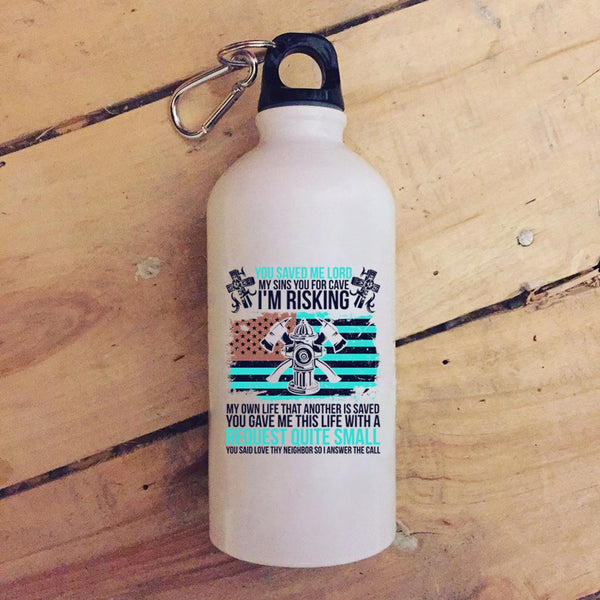 YOU SAVED ME LORD
MY SINS YOU FOR CAVE
I'M RISKING
MY OWN LIFE THAT ANOTHER IS SAVED
YOU GAVE ME THIS LIFE WITH A
REQUEST QUITE SMALL
YOU SAID LOVE THY NEIGHBOR SO I ANSWER THE CALL